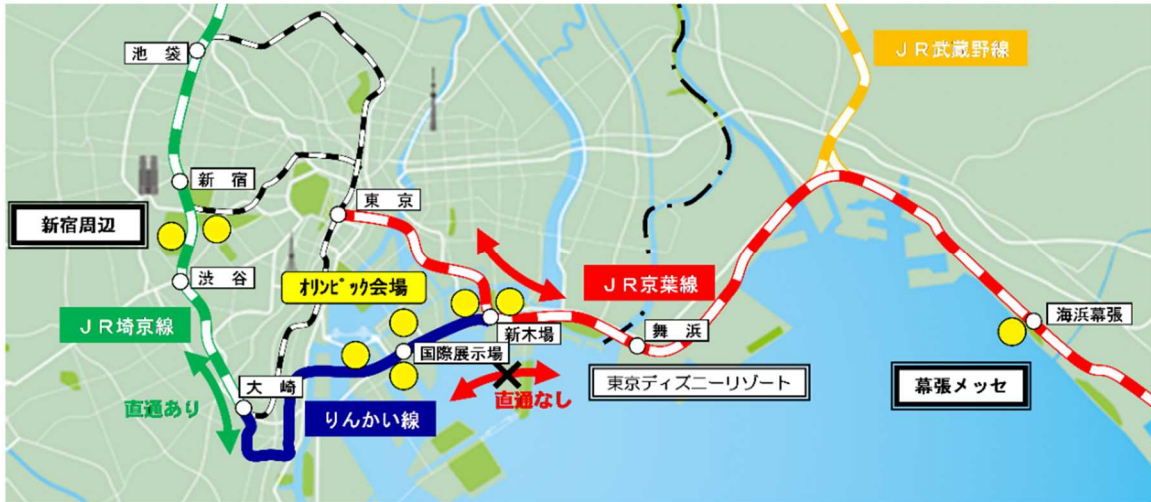 池　袋
ＪＲ武蔵野線
新　宿
新宿周辺
東　京
渋　谷
ｵﾘﾝﾋﾟｯｸ会場
ＪＲ京葉線
ＪＲ埼京線
新木場
舞　浜
海浜幕張
国際展示場
東京ディズニーリゾート
幕張メッセ
大　崎
直通あり
直通なし
りんかい線